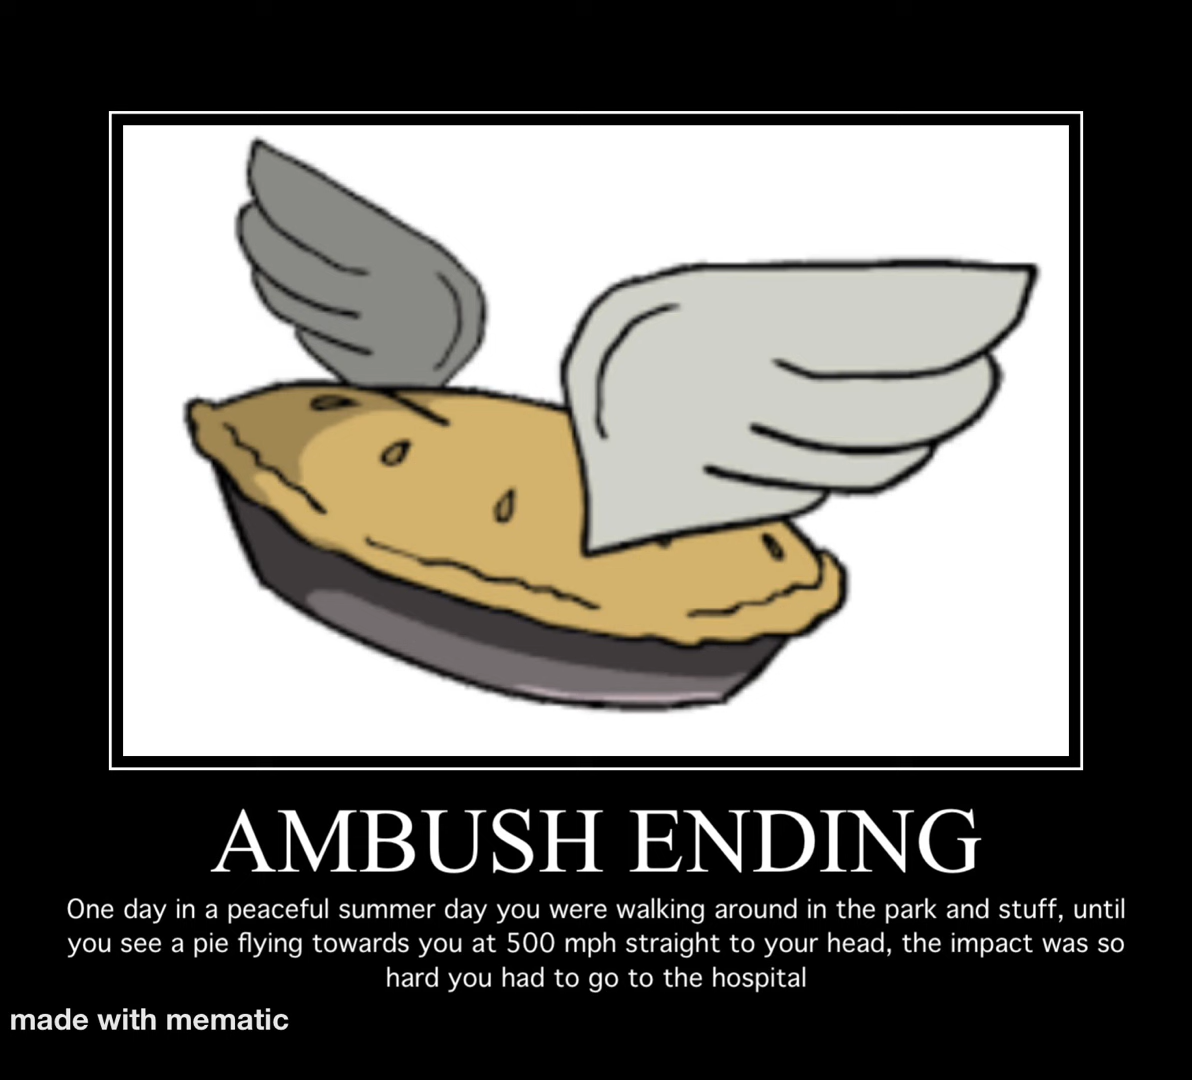 AMBUSH ENDING
One day in a peaceful summer day you were walking around in the park and stuff, until
you see a pie flying towards you at 500 mph straight to your head, the impact was so
hard you had to go to the hospital
made with mematic